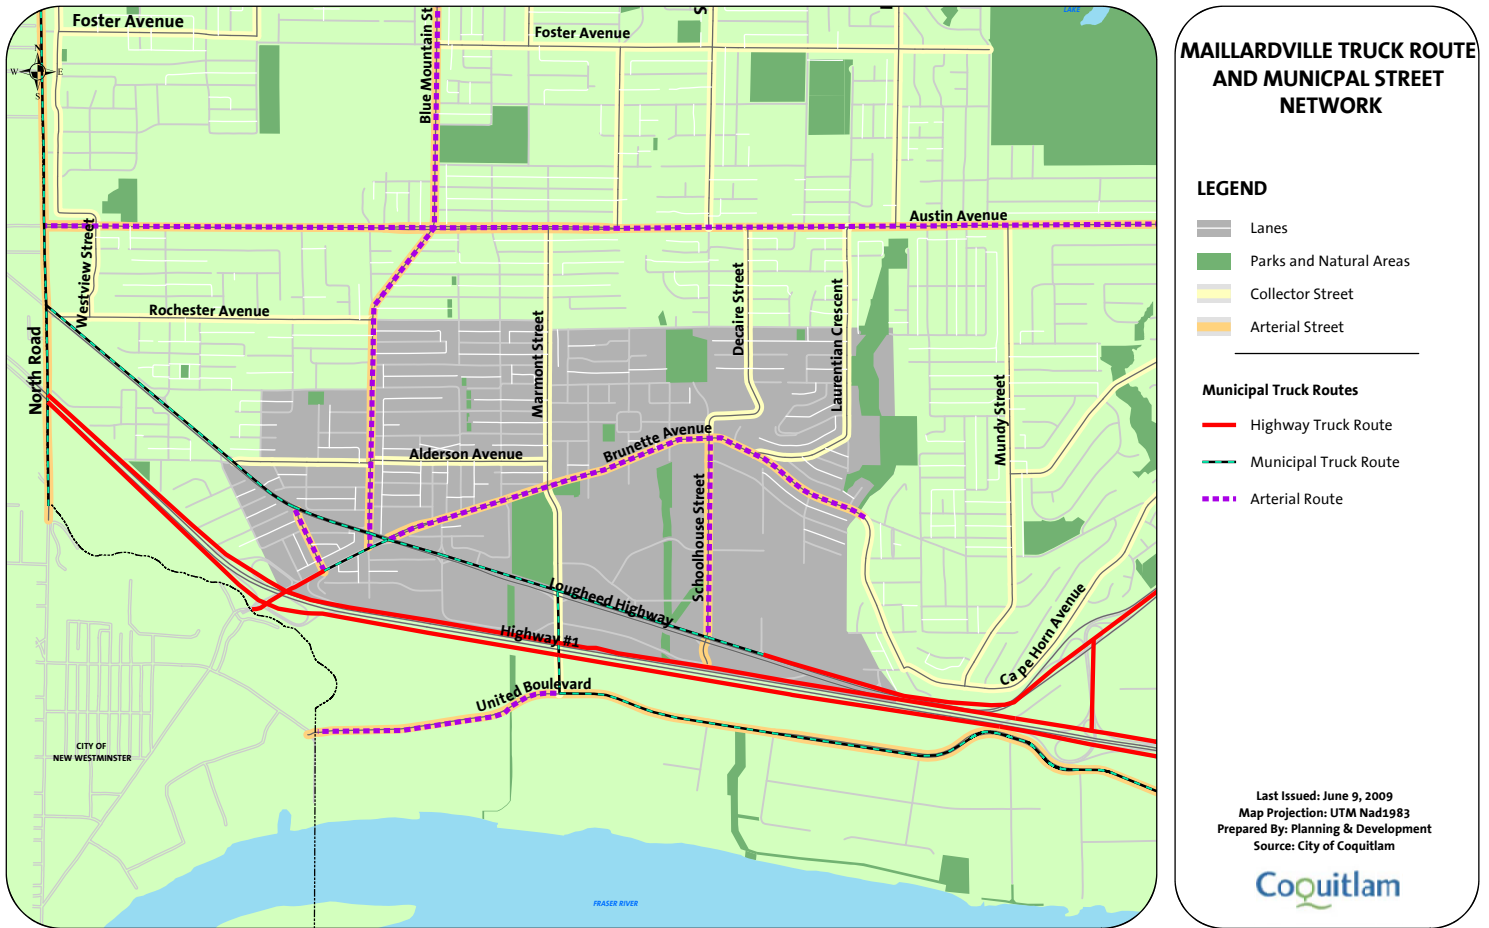 Foster Avenue
Blue Mountain St
S
Foster Avenue
LAKE
N
W
E
S
Austin Avenue
Westview Street
Rochester Avenue
North Road
Marmont Street
Decaire Street
Laurentian Crescent
Mundy Street
Alderson Avenue
Brunette Avenue
Schoolhouse Street
Lougheed Highway
Highway #1
Cape Horn Avenue
United Boulevard
CITY OF
NEW WESTMINSTER
FRASER RIVER
MAILLARDVILLE TRUCK ROUTE
AND MUNICPAL STREET
NETWORK
LEGEND
Lanes
Parks and Natural Areas
Collector Street
Arterial Street
Municipal Truck Routes
Highway Truck Route
Municipal Truck Route
Arterial Route
Last Issued: June 9, 2009
Map Projection: UTM Nad1983
Prepared By: Planning & Development
Source: City of Coquitlam
Coquitlam